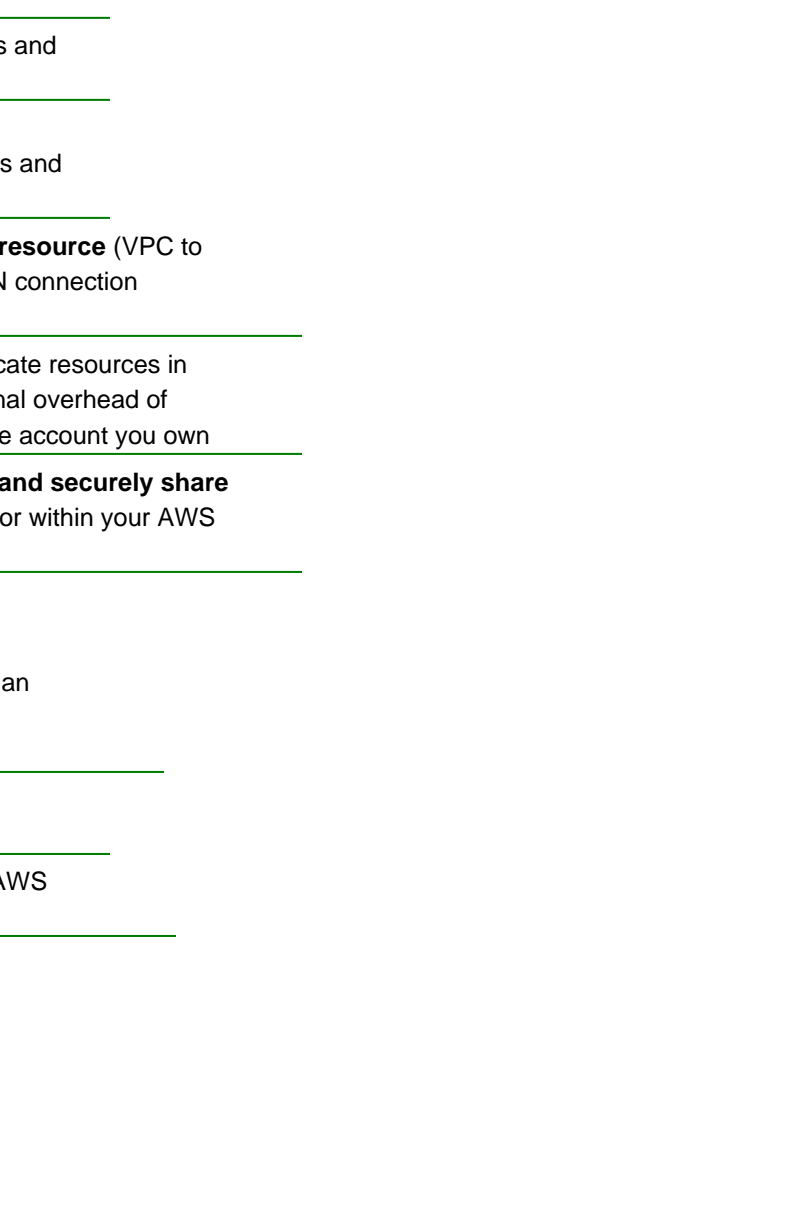 s and
s and
resource (VPC to
N connection
cate resources in
nal overhead of
e account you own
and securely share
or within your AWS
an
AWS